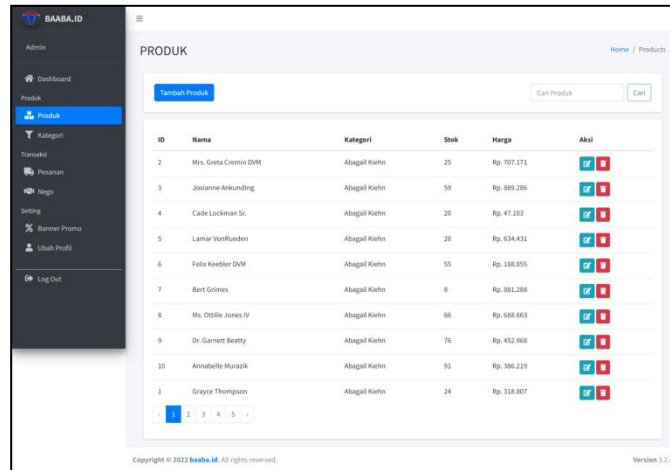 BAABA.ID
Admin
Dashboard
Produk
Produk
Kategori
Transaksi
Pesanan
Nego
Setting
Banner Promo
Ubah Profil
Log Out
PRODUK
Home / Products
Tambah Produk
Cari Produk
Cari
ID Nama Kategori Stok Harga Aksi
2 Mrs. Greta Cremin DVM Abagail Kiehn 25 Rp. 707.171
3 Josianne Ankunding Abagail Kiehn 59 Rp. 889.286
4 Cade Lockman Sr. Abagail Kiehn 20 Rp. 47.103
5 Lamar VonRueden Abagail Kiehn 28 Rp. 634.431
6 Felix Keebler DVM Abagail Kiehn 55 Rp. 168.055
7 Bert Grimes Abagail Kiehn 8 Rp. 881.288
8 Ms. Ottilie Jones IV Abagail Kiehn 66 Rp. 688.663
9 Dr. Garnett Beatty Abagail Kiehn 76 Rp. 452.968
10 Annabelle Murazik Abagail Kiehn 91 Rp. 386.219
1 Grayce Thompson Abagail Kiehn 24 Rp. 318.807
‹ 1 2 3 4 5 ›
Copyright © 2022 baaba.id. All rights reserved.
Version 3.2.